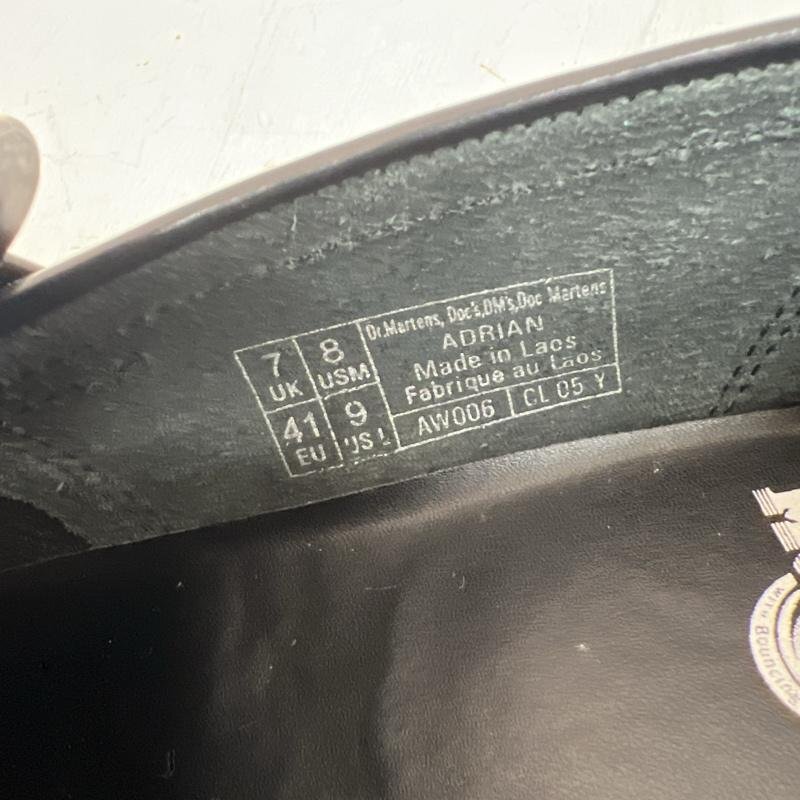 7 UK
8 USM
41 EU
9 US L
Dr.Martens, Doc's,DM's,Doc Martens
ADRIAN
Made in Laos
Fabrique au Laos
AW006
CL 05 Y
WITH